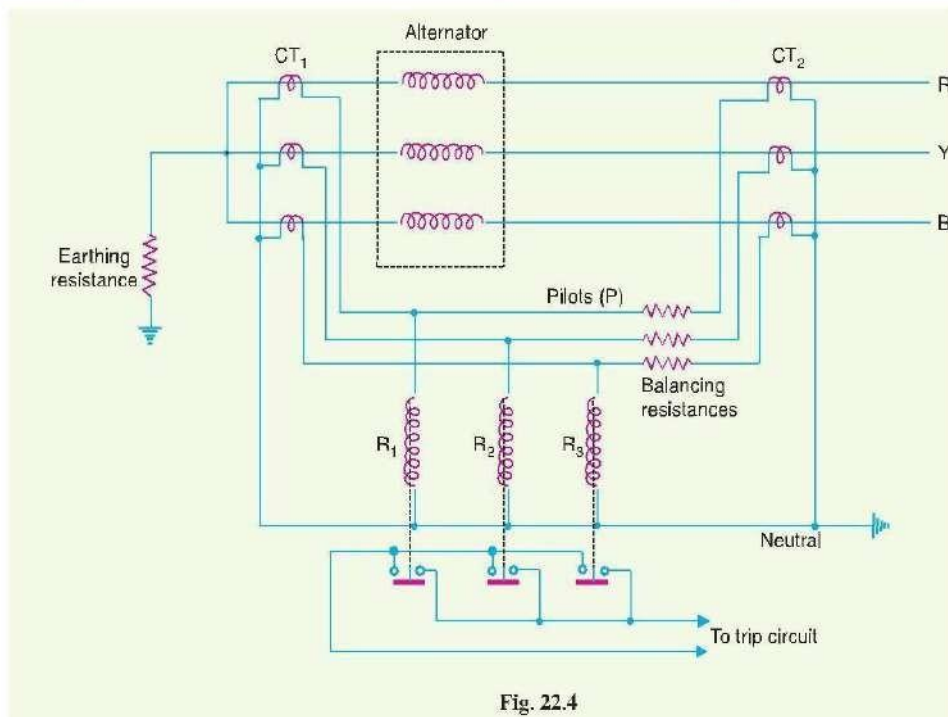 Alternator
CT1
CT2
R
Y
B
Earthing
resistance
Pilots (P)
Balancing
resistances
R1
R2
R3
Neutral
To trip circuit
Fig. 22.4